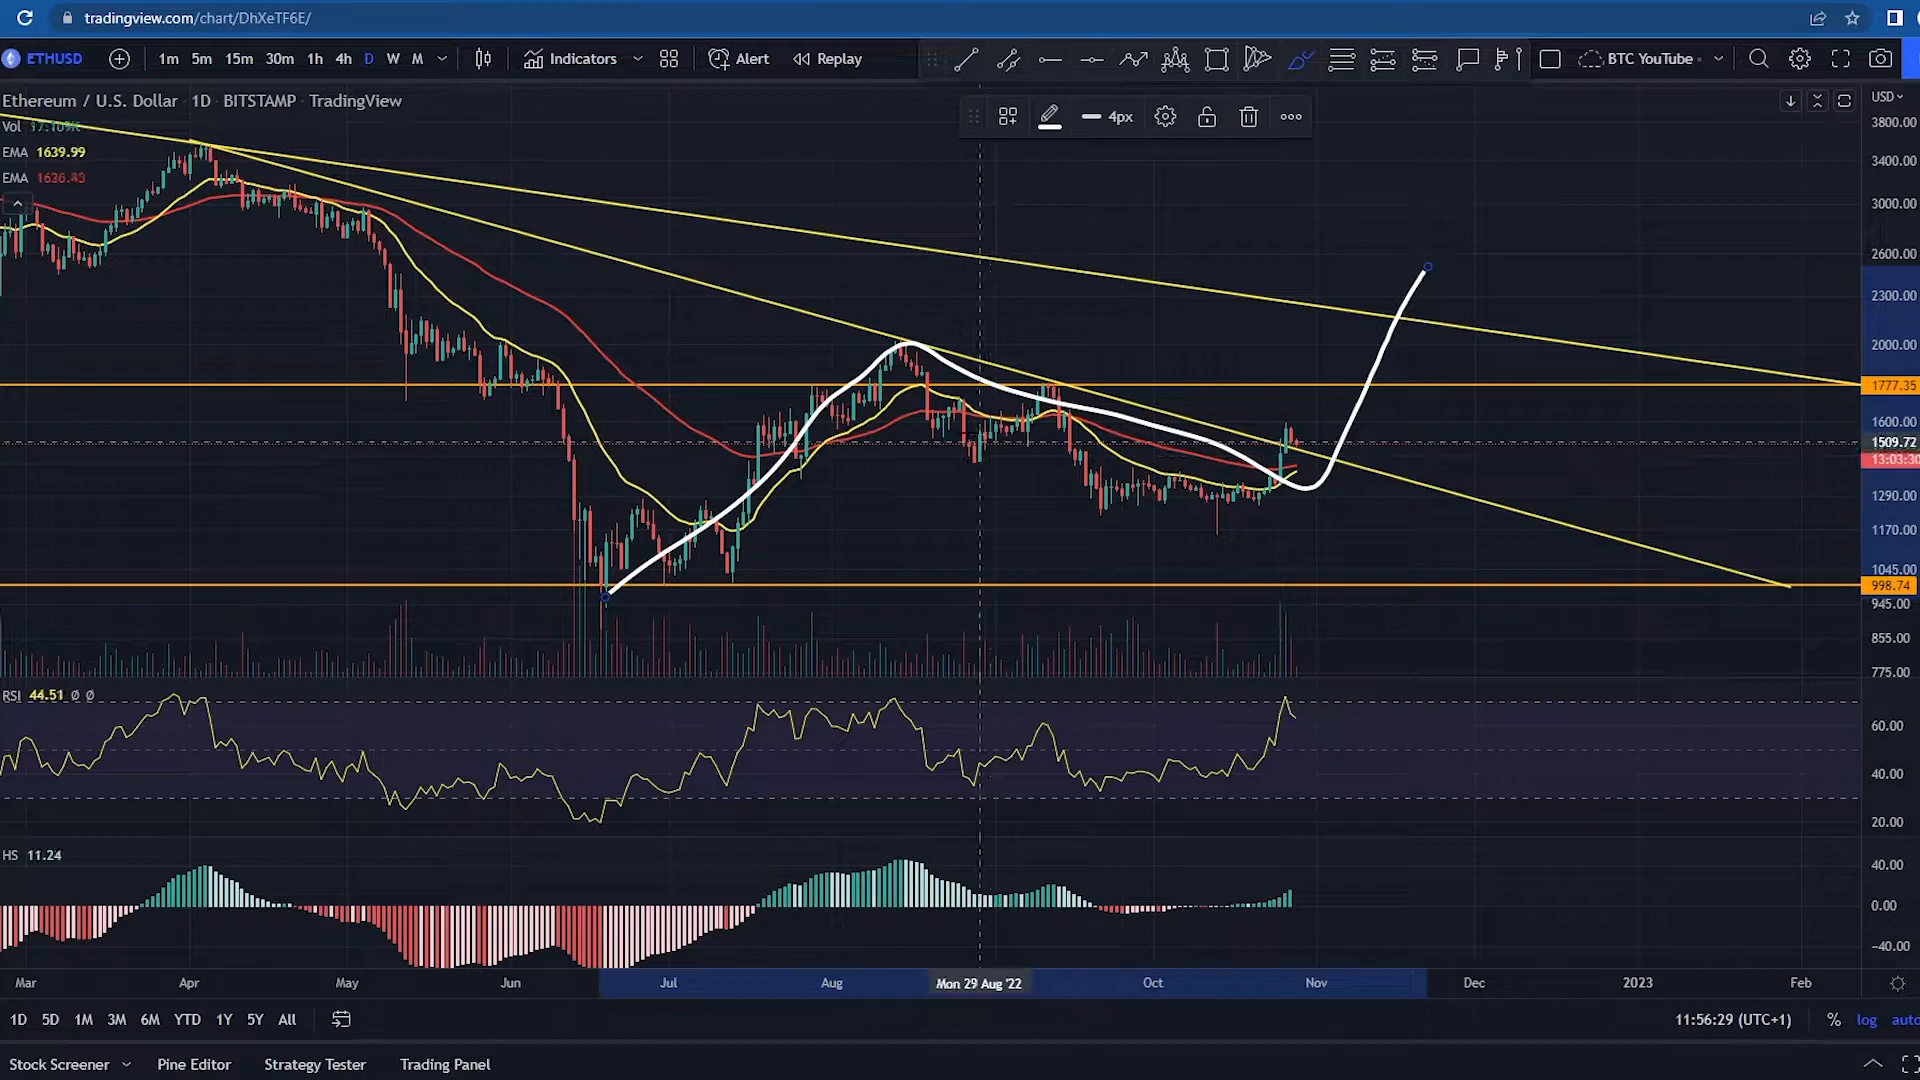 tradingview.com/chart/DhXeTF6E/
ETHUSD 1m 5m 15m 30m 1h 4h D W M Indicators Alert Replay BTC YouTube
Ethereum / U.S. Dollar 1D BITSTAMP TradingView
USD
4px
Vol
EMA 1639.99
EMA 1636.43
3800.00
3400.00
3000.00
2600.00
2300.00
2000.00
1777.35
1600.00
1509.72
13:03:30
1290.00
1170.00
1045.00
998.74
945.00
855.00
775.00
RSI 44.51 Ø Ø
60.00
40.00
20.00
HS 11.24
40.00
0.00
−40.00
Mar Apr May Jun Jul Aug Mon 29 Aug '22 Oct Nov Dec 2023 Feb
1D 5D 1M 3M 6M YTD 1Y 5Y All 11:56:29 (UTC+1) % log auto
Stock Screener Pine Editor Strategy Tester Trading Panel